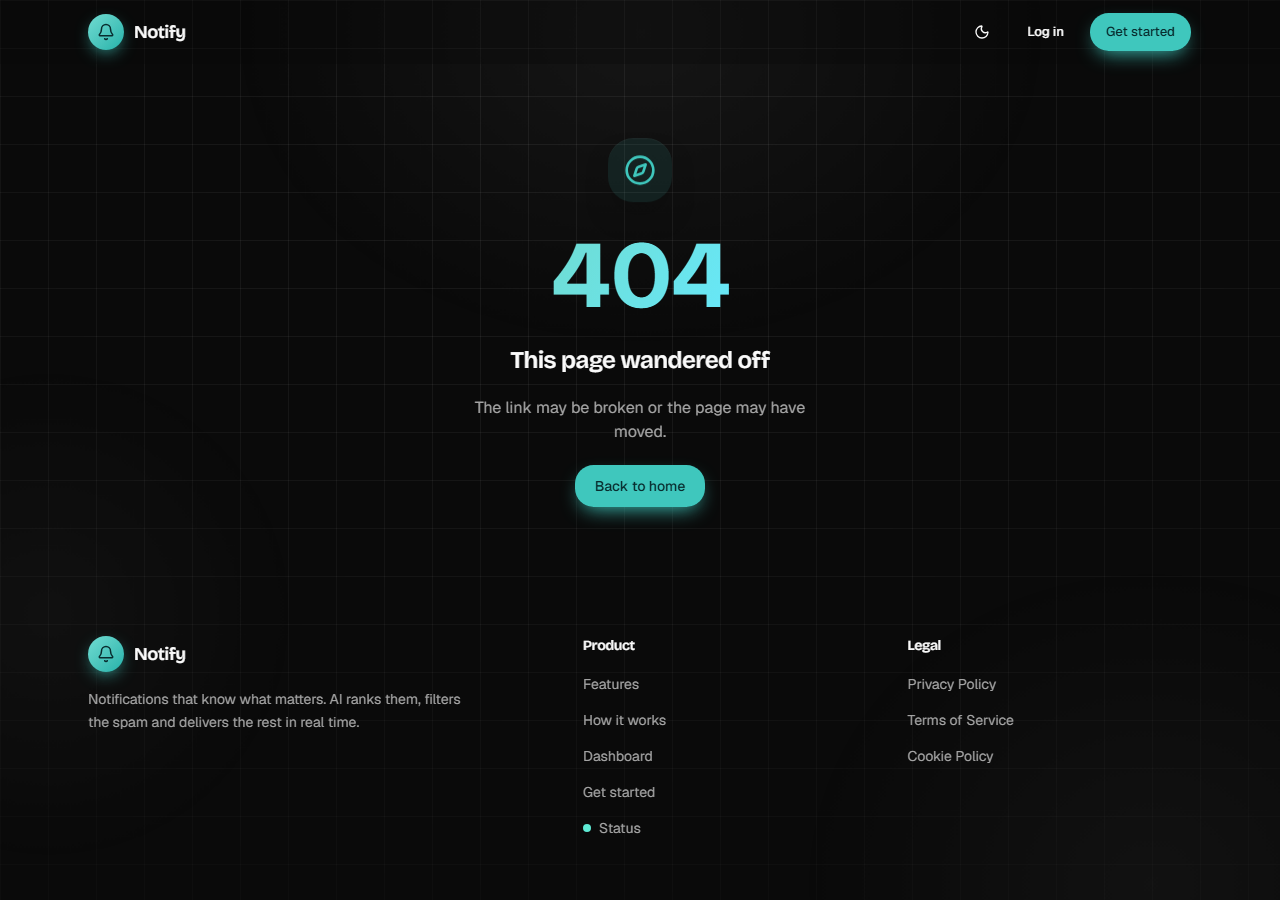 Notify
Log in
Get started
404
This page wandered off
The link may be broken or the page may have
moved.
Back to home
Notify
Notifications that know what matters. AI ranks them, filters
the spam and delivers the rest in real time.
Product
Features
How it works
Dashboard
Get started
Status
Legal
Privacy Policy
Terms of Service
Cookie Policy